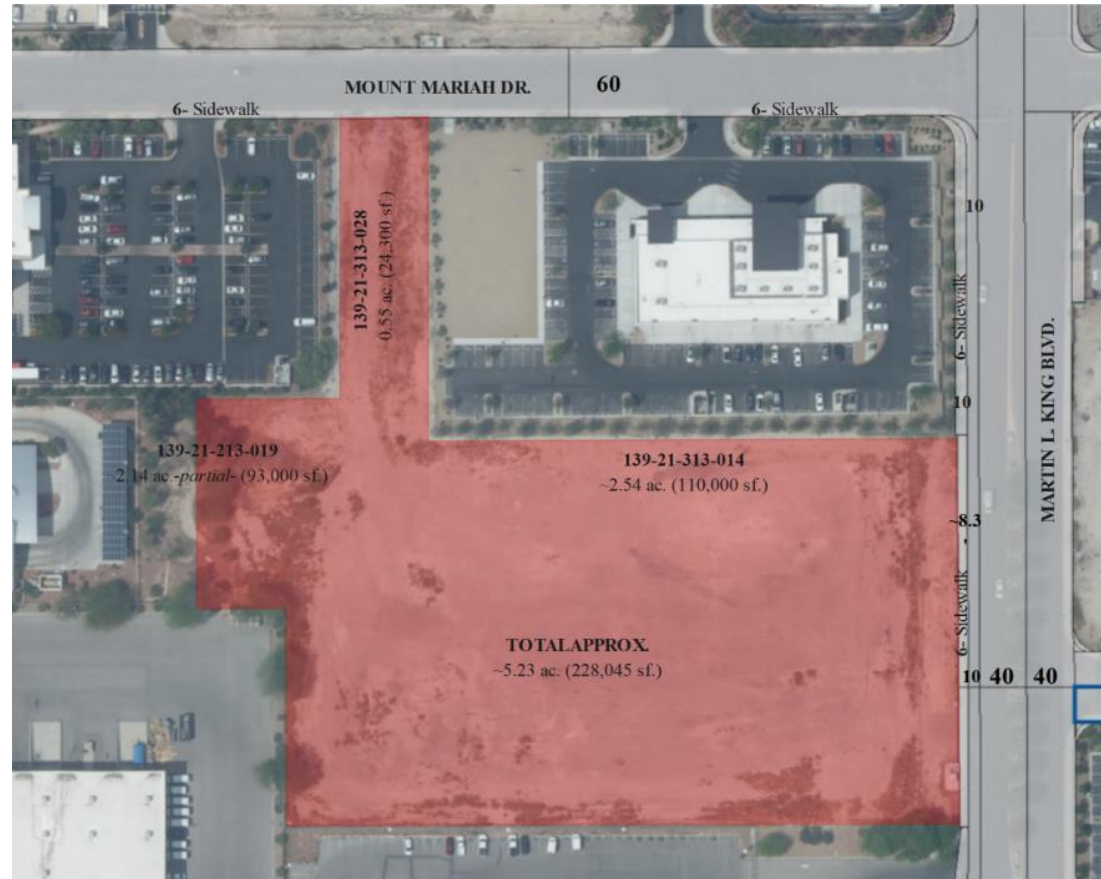 MOUNT MARIAH DR.
60
6- Sidewalk
6- Sidewalk
139-21-313-028
~0.55 ac. (24,300 sf.)
10
6- Sidewalk
10
MARTIN L. KING BLVD.
139-21-213-019
2.14 ac.-partial- (93,000 sf.)
139-21-313-014
~2.54 ac. (110,000 sf.)
~8.3
6- Sidewalk -
TOTAL APPROX.
~5.23 ac. (228,045 sf.)
10 40 40